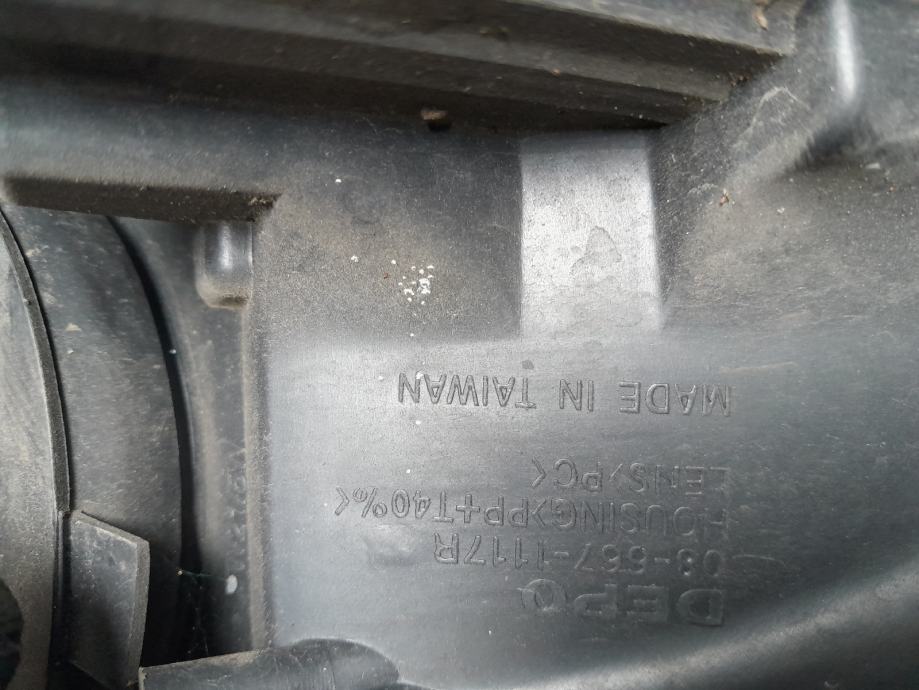 DEPO
08-667-1117R
HOUSING>PP+T40%<
LENS>PC<
MADE IN TAIWAN